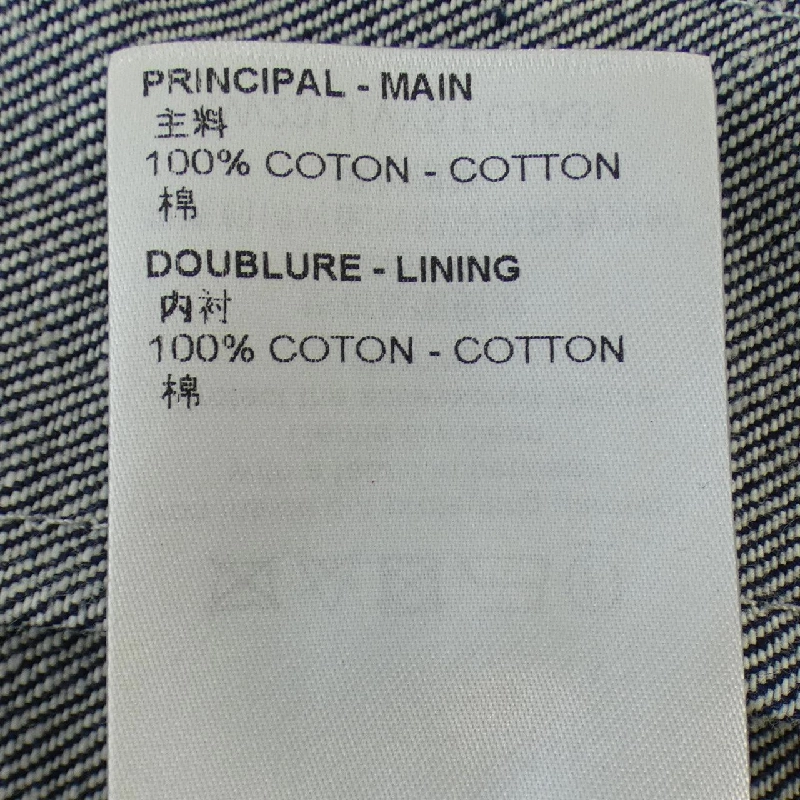 PRINCIPAL - MAIN
主料
100% COTON - COTTON
棉
DOUBLURE - LINING
内衬
100% COTON - COTTON
棉